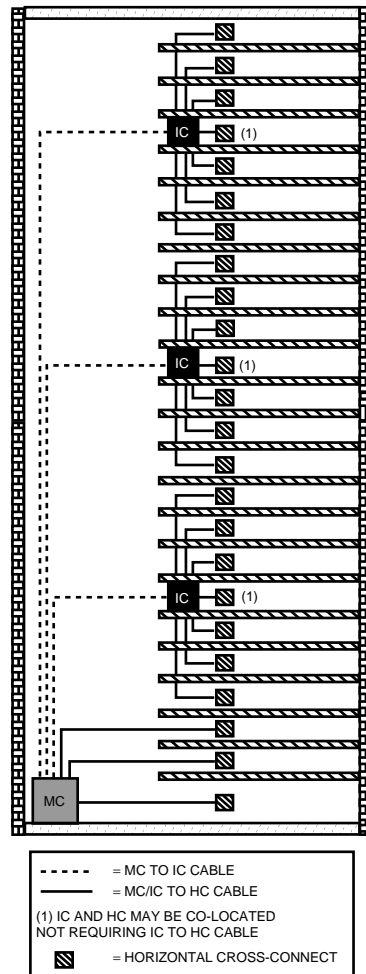 IC (1)
IC (1)
IC (1)
MC
= MC TO IC CABLE
= MC/IC TO HC CABLE
(1) IC AND HC MAY BE CO-LOCATED
NOT REQUIRING IC TO HC CABLE
= HORIZONTAL CROSS-CONNECT